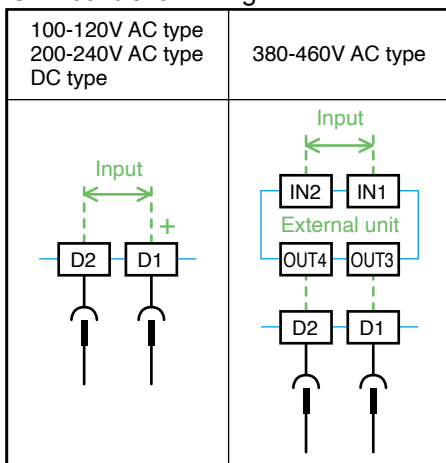 100-120V AC type
200-240V AC type
DC type
380-460V AC type
Input
+
D2 D1
Input
IN2 IN1
External unit
OUT4 OUT3
D2 D1